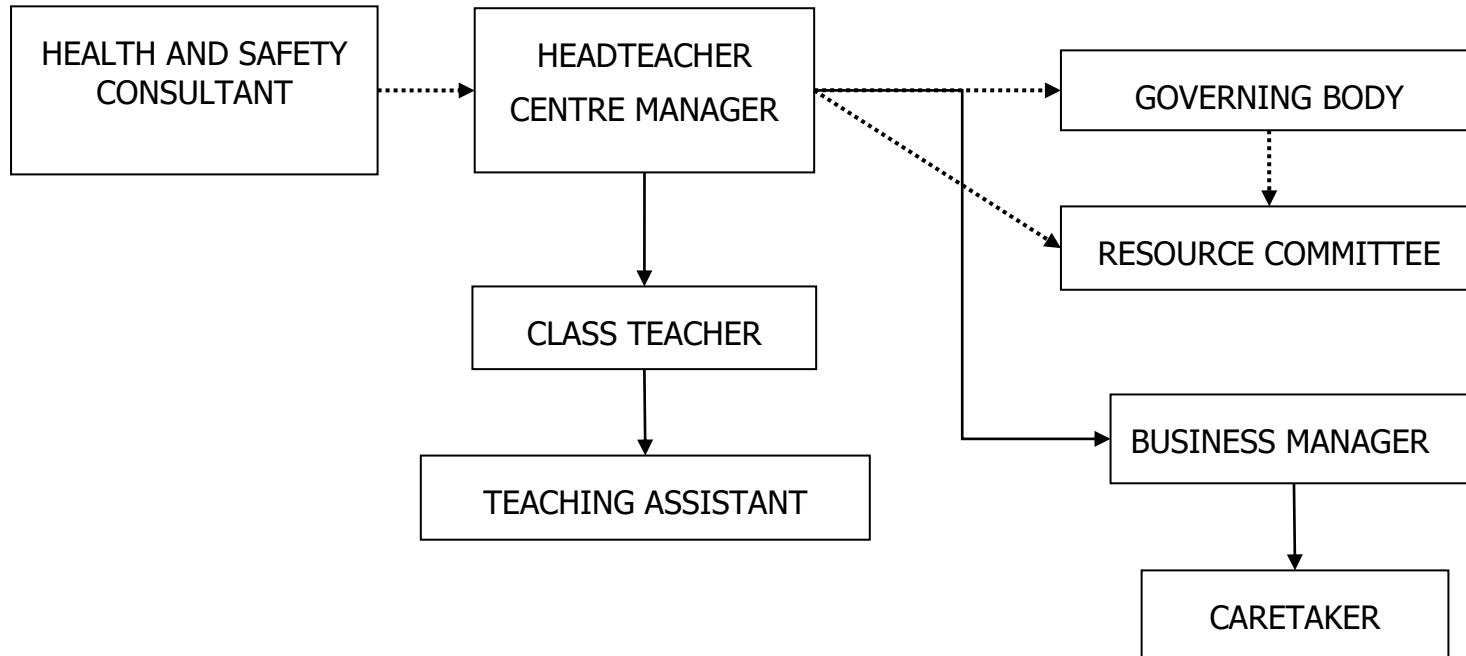 HEALTH AND SAFETY
CONSULTANT
HEADTEACHER
CENTRE MANAGER
GOVERNING BODY
RESOURCE COMMITTEE
CLASS TEACHER
BUSINESS MANAGER
TEACHING ASSISTANT
CARETAKER